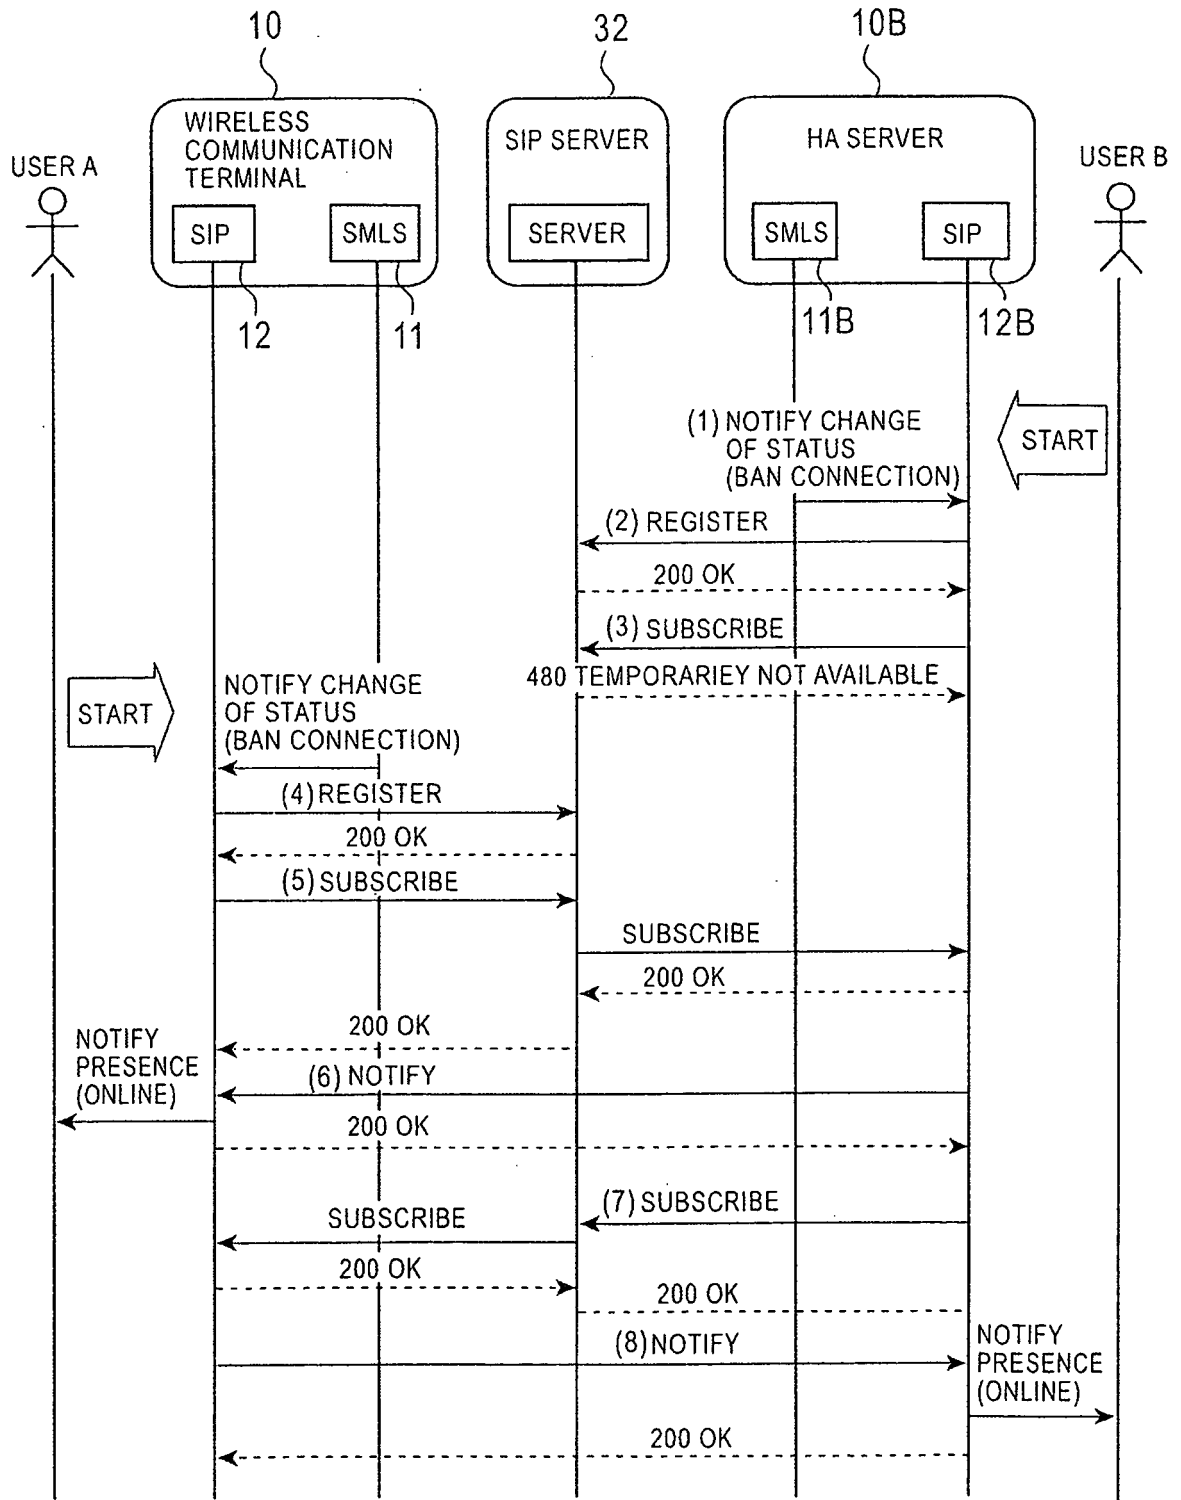 10
32
10B
WIRELESS
COMMUNICATION
TERMINAL
SIP SERVER
HA SERVER
USER A
USER B
SIP
SMLS
SERVER
SMLS
SIP
12
11
11B
12B
(1) NOTIFY CHANGE
OF STATUS
(BAN CONNECTION)
START
(2) REGISTER
200 OK
(3) SUBSCRIBE
480 TEMPORARIEY NOT AVAILABLE
START
NOTIFY CHANGE
OF STATUS
(BAN CONNECTION)
(4) REGISTER
200 OK
(5) SUBSCRIBE
SUBSCRIBE
200 OK
200 OK
NOTIFY
PRESENCE
(ONLINE)
(6) NOTIFY
200 OK
(7) SUBSCRIBE
SUBSCRIBE
200 OK
200 OK
(8) NOTIFY
NOTIFY
PRESENCE
(ONLINE)
200 OK